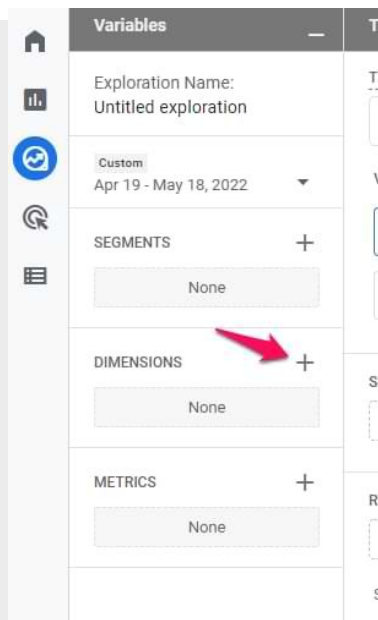 Variables
Exploration Name:
Untitled exploration
Custom
Apr 19 - May 18, 2022
SEGMENTS
None
DIMENSIONS
None
METRICS
None
T
T
V
S
R
S